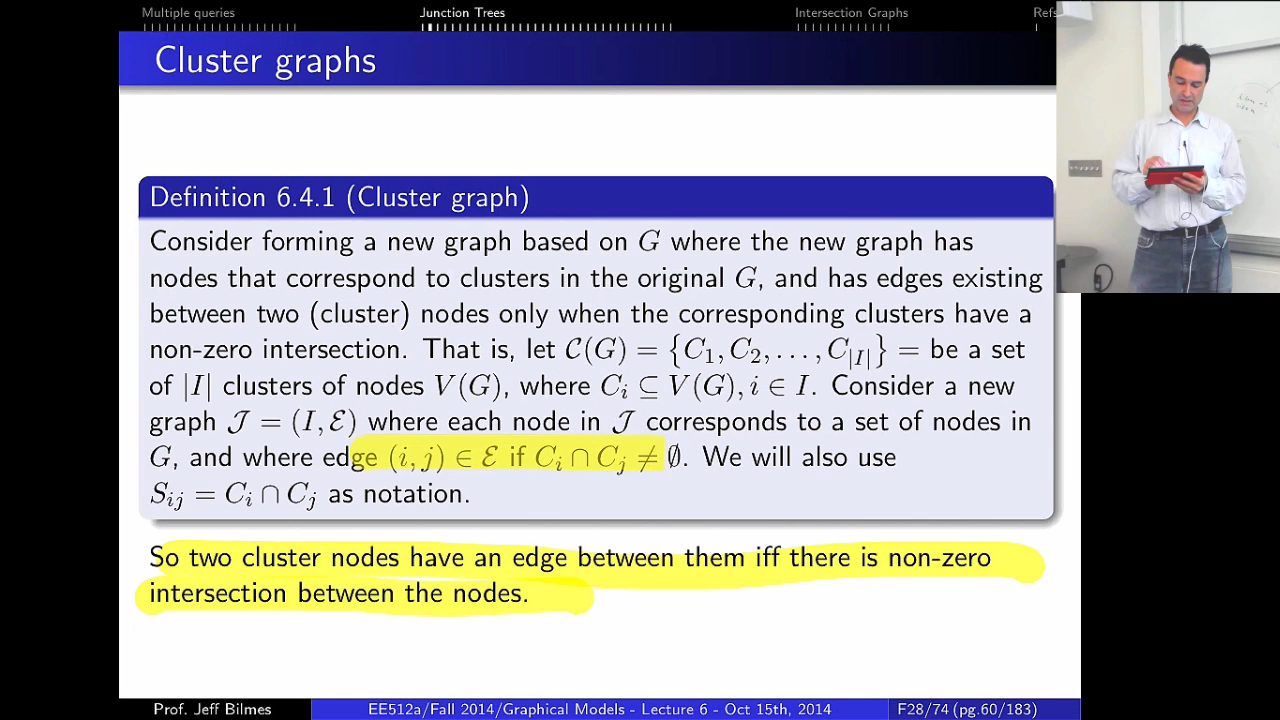 Multiple queries Junction Trees Intersection Graphs Refs
Cluster graphs
Definition 6.4.1 (Cluster graph)
Consider forming a new graph based on G where the new graph has
nodes that correspond to clusters in the original G, and has edges existing
between two (cluster) nodes only when the corresponding clusters have a
non-zero intersection. That is, let 𝒞(G) = {C₁, C₂, . . . , C_|I|} = be a set
of |I| clusters of nodes V(G), where Cᵢ ⊆ V(G), i ∈ I. Consider a new
graph 𝒥 = (I, ℰ) where each node in 𝒥 corresponds to a set of nodes in
G, and where edge (i, j) ∈ ℰ if Cᵢ ∩ Cⱼ ≠ ∅. We will also use
Sᵢⱼ = Cᵢ ∩ Cⱼ as notation.
So two cluster nodes have an edge between them iff there is non-zero
intersection between the nodes.
Prof. Jeff Bilmes EE512a/Fall 2014/Graphical Models - Lecture 6 - Oct 15th, 2014 F28/74 (pg.60/183)